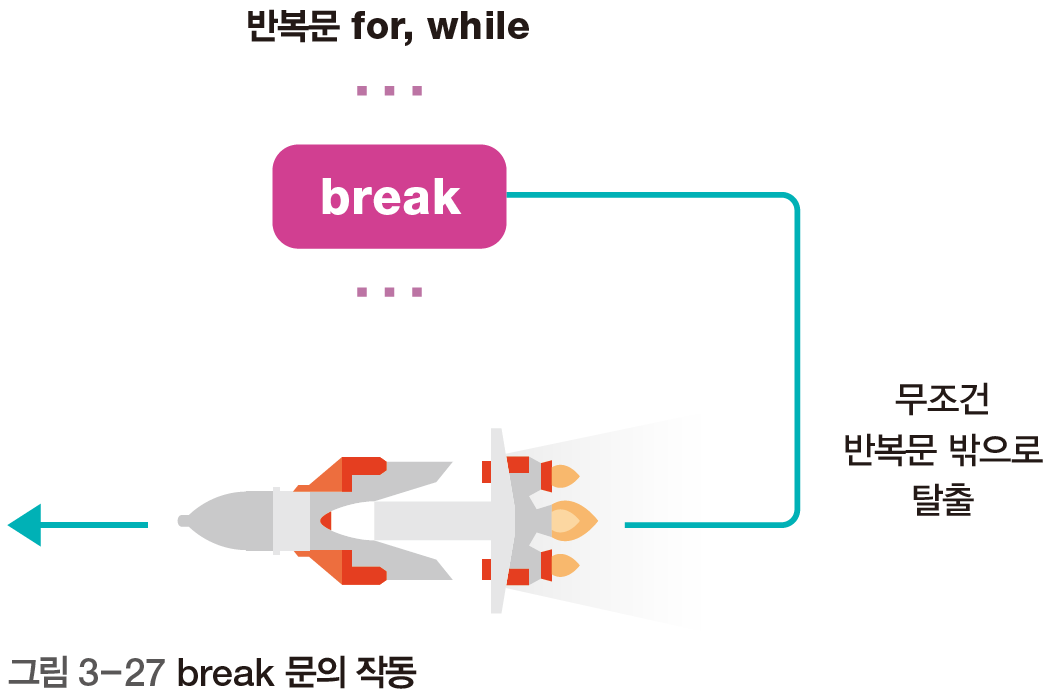 반복문 for, while
break
무조건
반복문 밖으로
탈출
그림 3-27 break 문의 작동